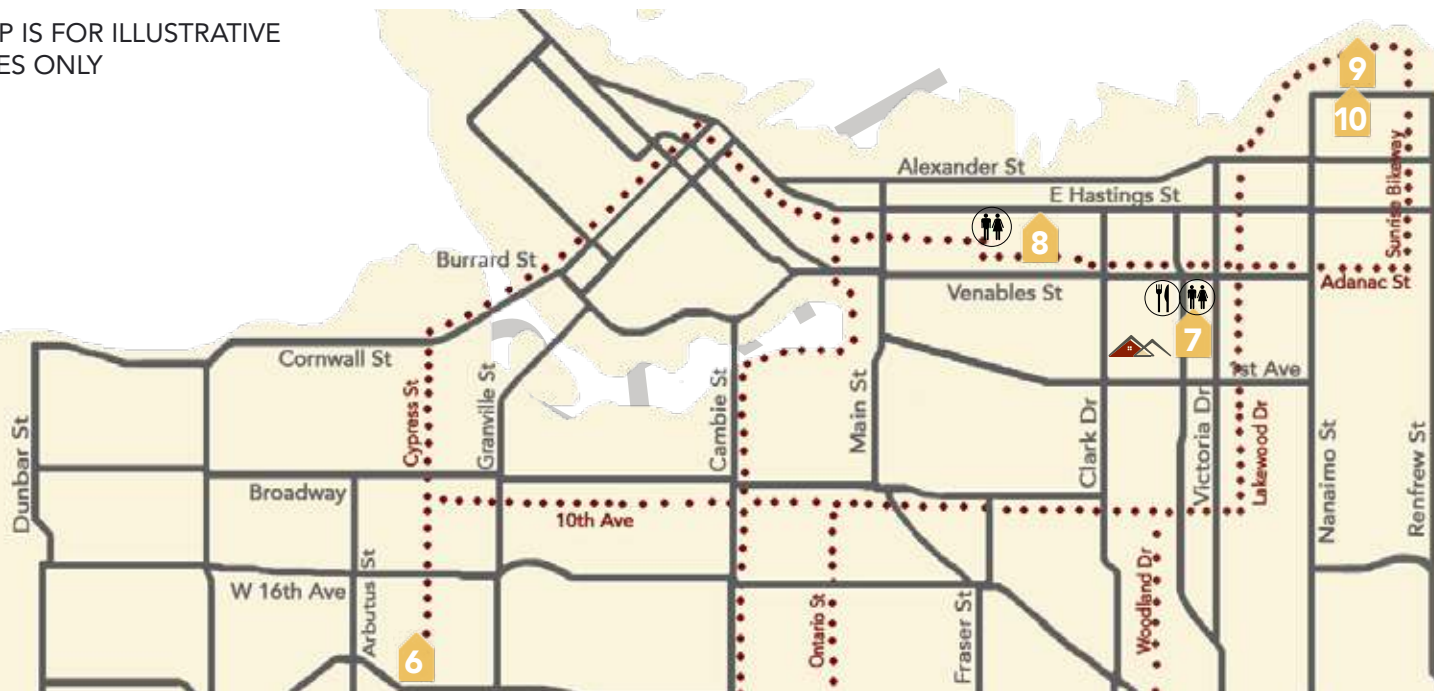 P IS FOR ILLUSTRATIVE
ES ONLY
9
10
Alexander St
E Hastings St
Sunrise Bikeway
8
Burrard St
Venables St
Adanac St
7
Cornwall St
1st Ave
Cypress St
Granville St
Cambie St
Main St
Clark Dr
Victoria Dr
Lakewood Dr
Nanaimo St
Renfrew St
Dunbar St
Broadway
10th Ave
W 16th Ave
Arbutus St
Ontario St
Fraser St
Woodland Dr
6